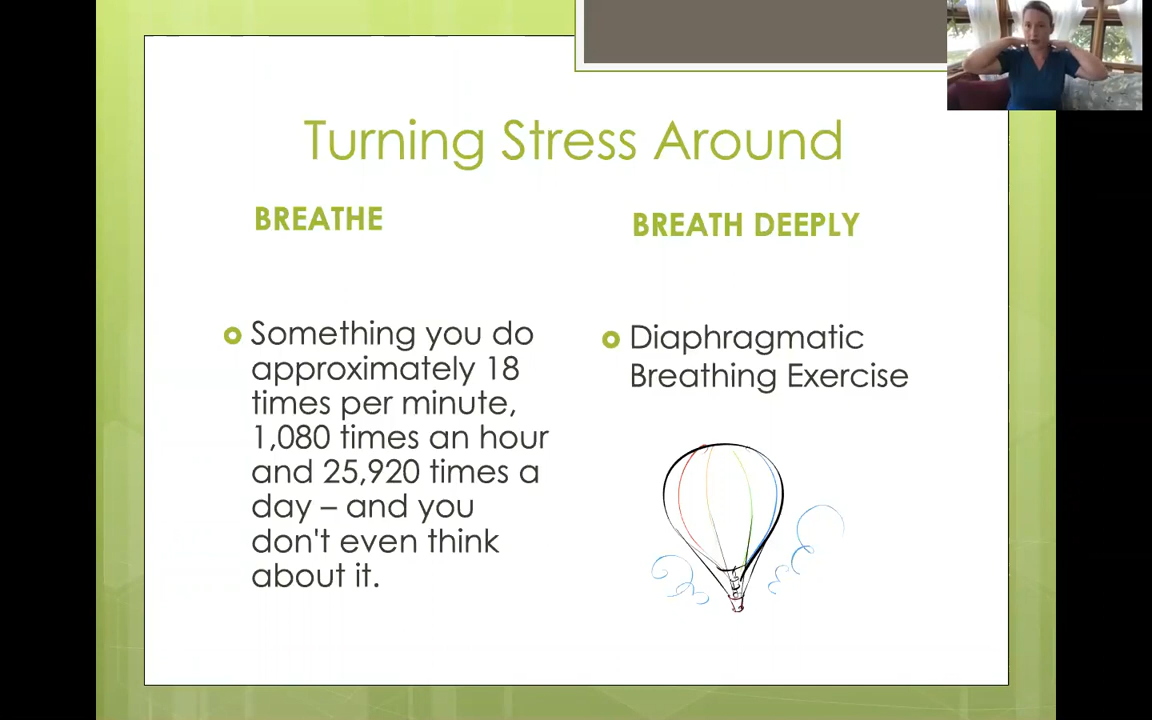 Turning Stress Around
BREATHE
Something you do
approximately 18
times per minute,
1,080 times an hour
and 25,920 times a
day – and you
don't even think
about it.
BREATH DEEPLY
Diaphragmatic
Breathing Exercise